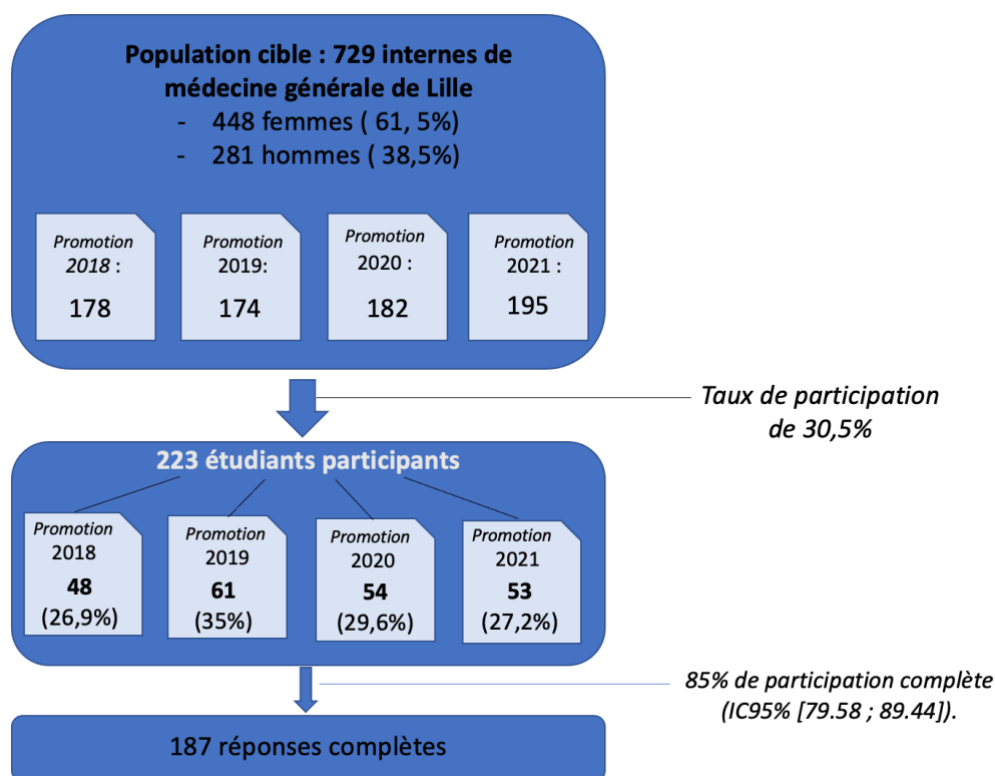 Population cible : 729 internes de
médecine générale de Lille
- 448 femmes ( 61, 5%)
- 281 hommes ( 38,5%)
Promotion
2018 :
178
Promotion
2019:
174
Promotion
2020 :
182
Promotion
2021 :
195
Taux de participation
de 30,5%
223 étudiants participants
Promotion
2018
48
(26,9%)
Promotion
2019
61
(35%)
Promotion
2020
54
(29,6%)
Promotion
2021
53
(27,2%)
85% de participation complète
(IC95% [79.58 ; 89.44]).
187 réponses complètes